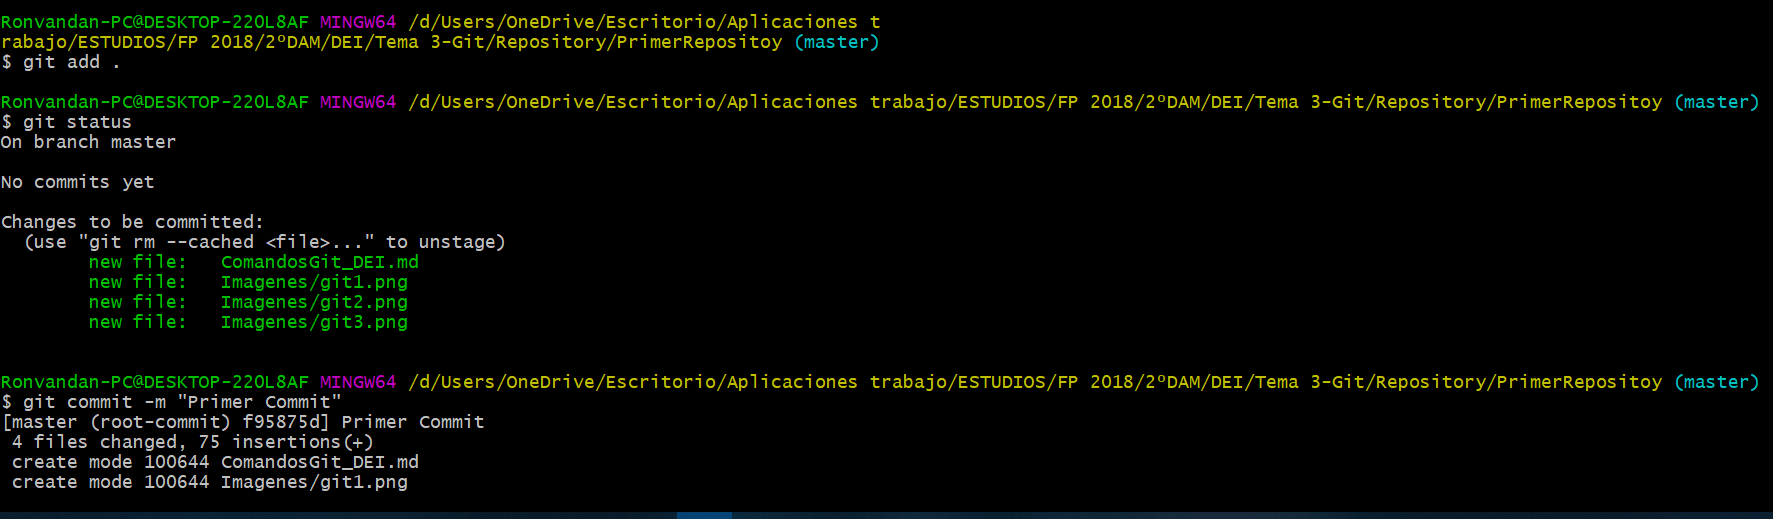 Ronvandan-PC@DESKTOP-220L8AF MINGW64 /d/Users/OneDrive/Escritorio/Aplicaciones t
rabajo/ESTUDIOS/FP 2018/2ºDAM/DEI/Tema 3-Git/Repository/PrimerRepositoy (master)
$ git add .
Ronvandan-PC@DESKTOP-220L8AF MINGW64 /d/Users/OneDrive/Escritorio/Aplicaciones trabajo/ESTUDIOS/FP 2018/2ºDAM/DEI/Tema 3-Git/Repository/PrimerRepositoy (master)
$ git status
On branch master
No commits yet
Changes to be committed:
  (use "git rm --cached <file>..." to unstage)
        new file:   ComandosGit_DEI.md
        new file:   Imagenes/git1.png
        new file:   Imagenes/git2.png
        new file:   Imagenes/git3.png
Ronvandan-PC@DESKTOP-220L8AF MINGW64 /d/Users/OneDrive/Escritorio/Aplicaciones trabajo/ESTUDIOS/FP 2018/2ºDAM/DEI/Tema 3-Git/Repository/PrimerRepositoy (master)
$ git commit -m "Primer Commit"
[master (root-commit) f95875d] Primer Commit
 4 files changed, 75 insertions(+)
 create mode 100644 ComandosGit_DEI.md
 create mode 100644 Imagenes/git1.png